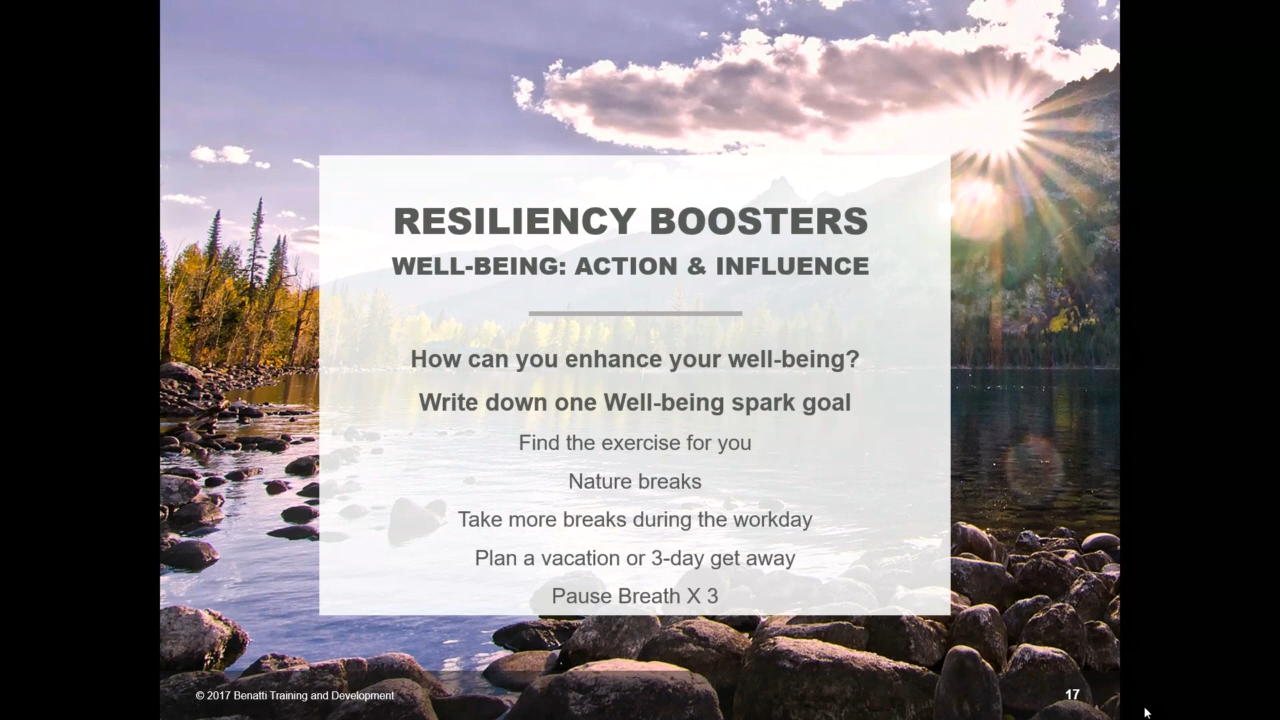 RESILIENCY BOOSTERS
WELL-BEING: ACTION & INFLUENCE
How can you enhance your well-being?
Write down one Well-being spark goal
Find the exercise for you
Nature breaks
Take more breaks during the workday
Plan a vacation or 3-day get away
Pause Breath X 3
© 2017 Benatti Training and Development
17